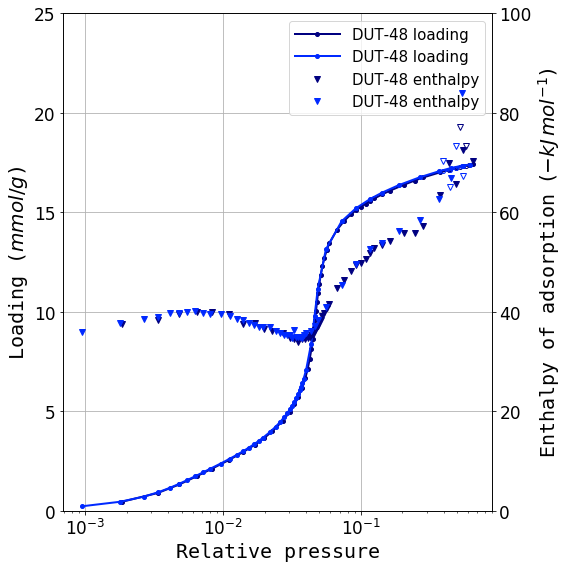 25
20
15
10
5
0
100
80
60
40
20
0
10⁻³
10⁻²
10⁻¹
Relative pressure
Loading (mmol/g)
Enthalpy of adsorption (−kJ mol⁻¹)
DUT-48 loading
DUT-48 loading
DUT-48 enthalpy
DUT-48 enthalpy